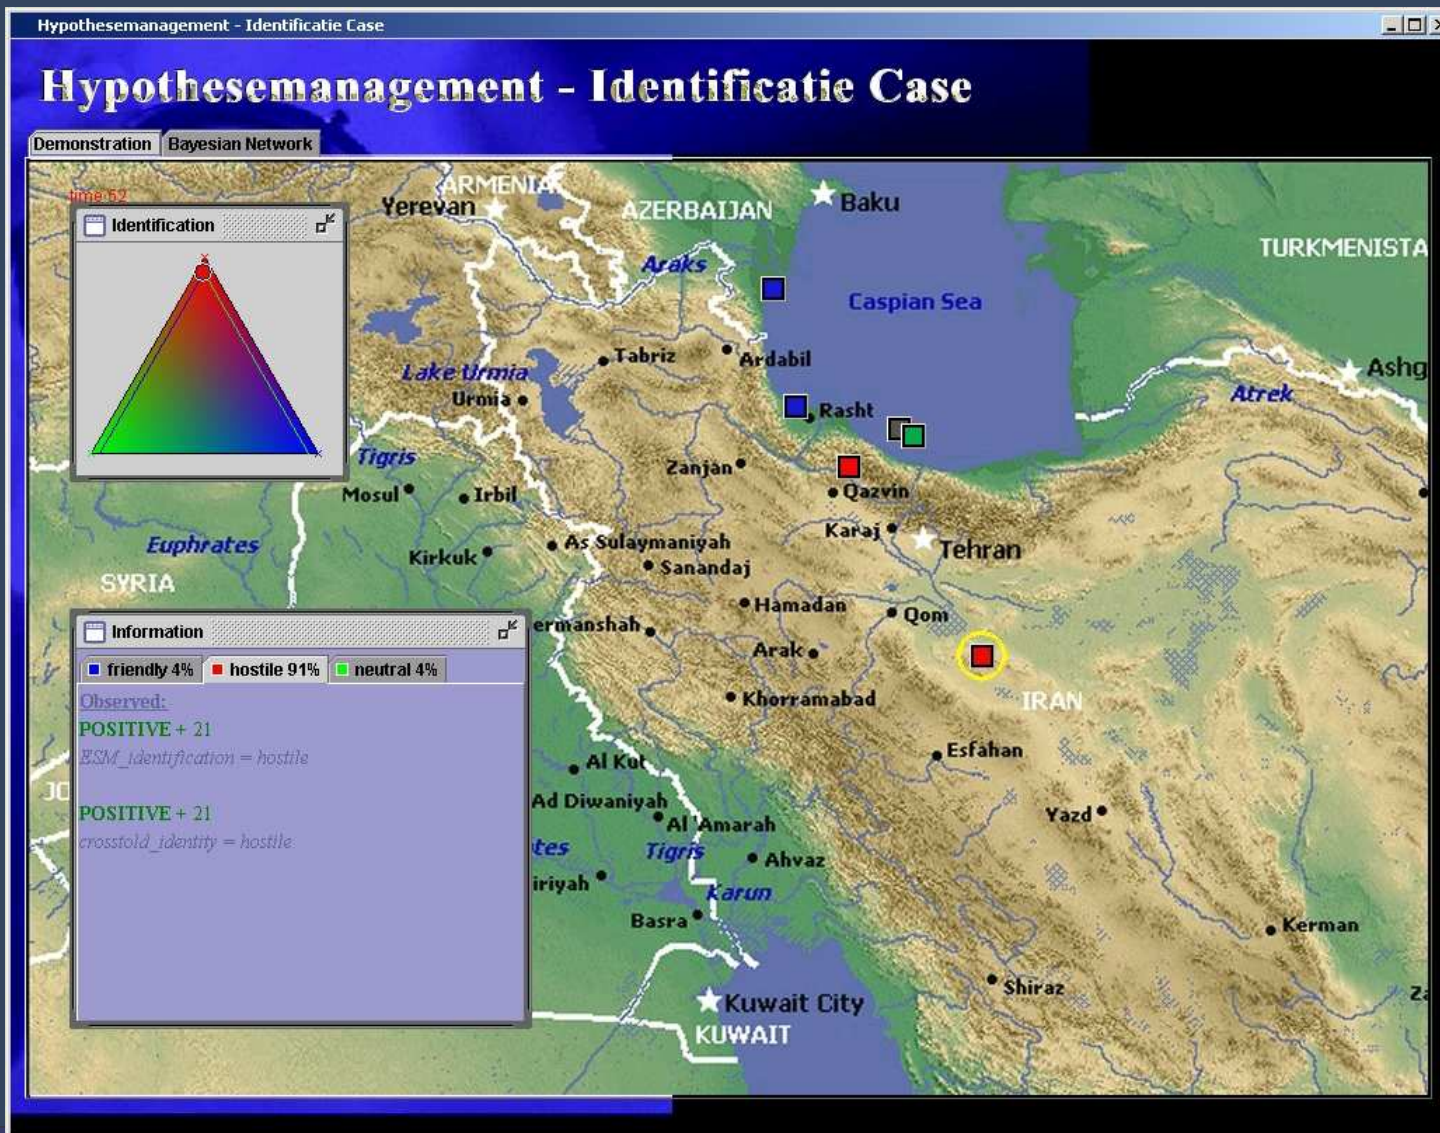 Hypothesemanagement - Identificatie Case
Hypothesemanagement - Identificatie Case
Demonstration
Bayesian Network
time 52
Identification
ARMENIA
Yerevan
AZERBAIJAN
Baku
TURKMENISTA
Araks
Caspian Sea
Tabriz
Ardabil
Ashg
Lake Urmia
Urmia
Atrek
Rasht
Tigris
Zanjan
Mosul
Irbil
Qazvin
Karaj
Tehran
Euphrates
As Sulaymaniyah
Kirkuk
Sanandaj
SYRIA
Hamadan
Qom
ermanshah
Arak
Khorramabad
IRAN
Information
friendly 4%
hostile 91%
neutral 4%
Observed:
POSITIVE + 21
ESM_identification = hostile
POSITIVE + 21
crosstold_identity = hostile
Esfahan
Al Kut
JO
Ad Diwaniyah
Yazd
Al 'Amarah
tes
Tigris
Ahvaz
iriyah
Karun
Basra
Kerman
Shiraz
Za
Kuwait City
KUWAIT